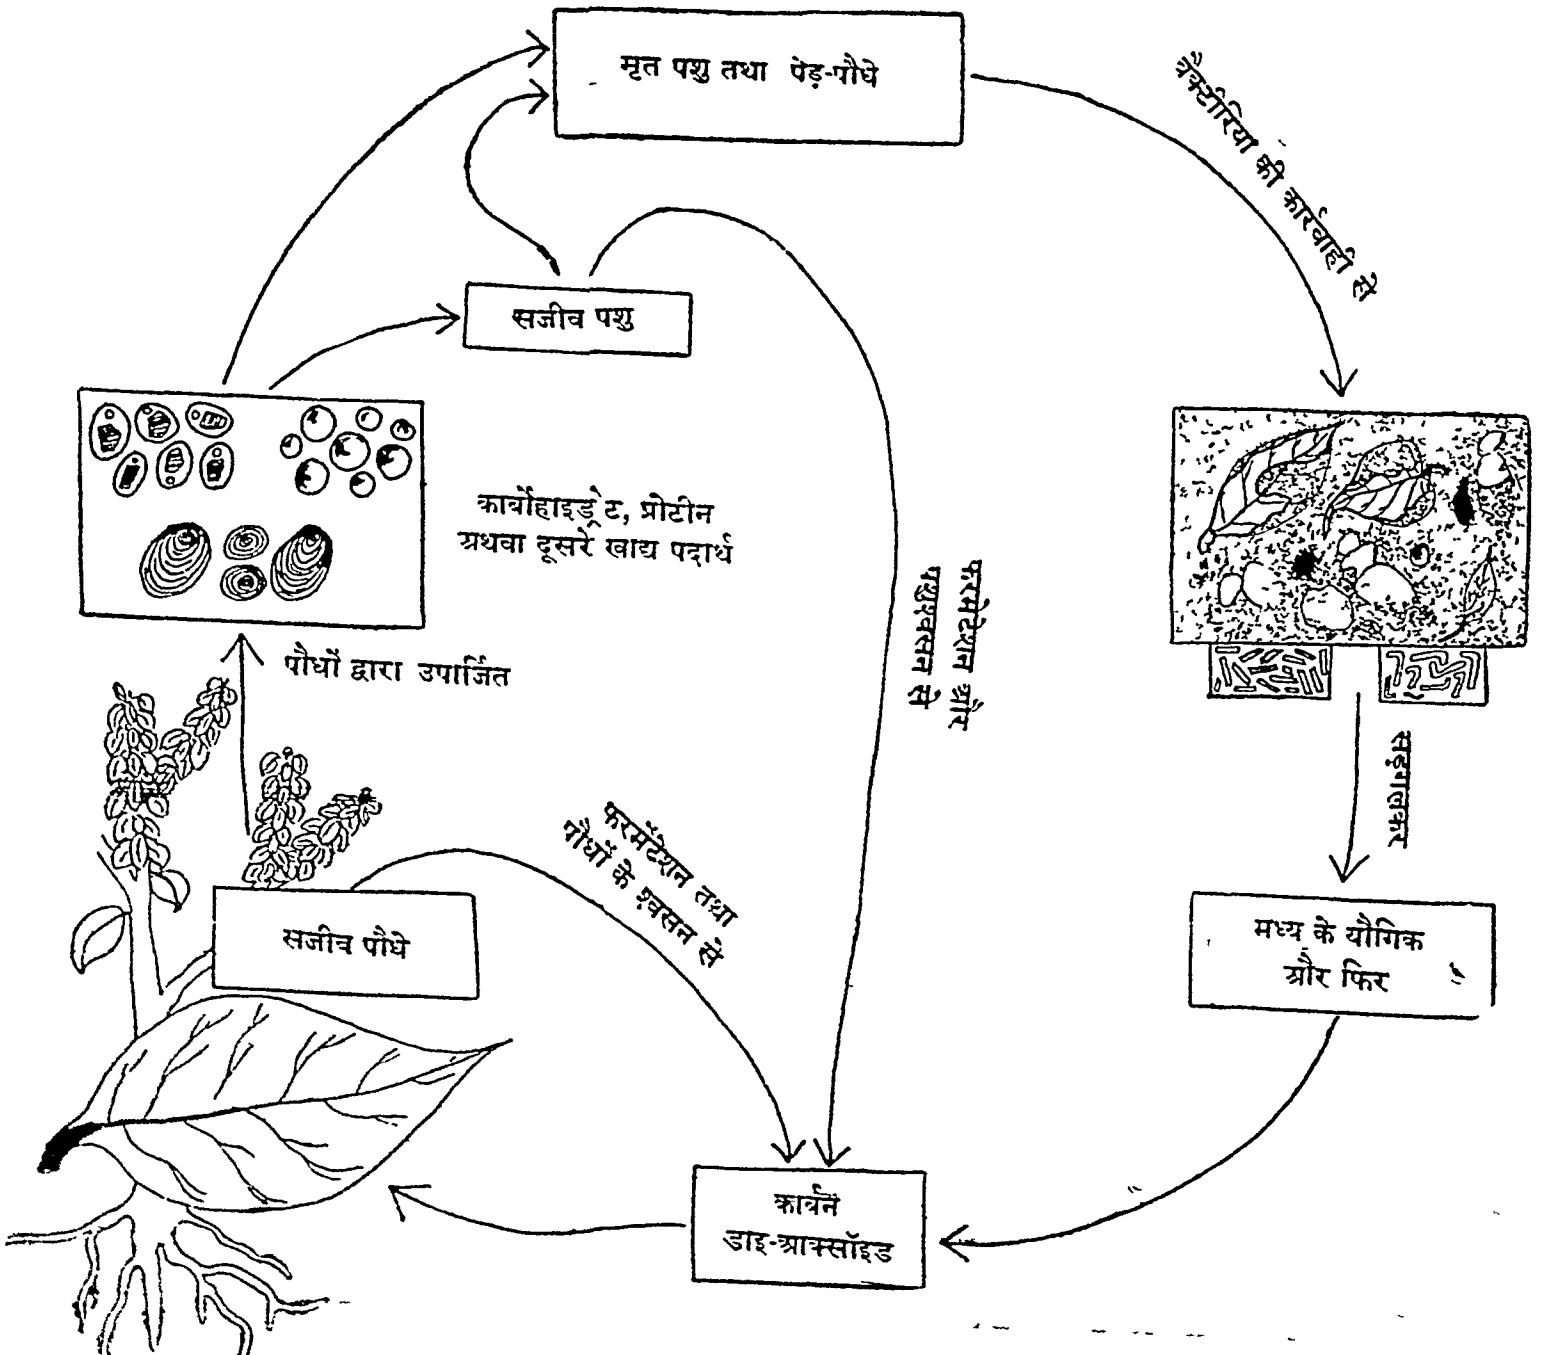 मृत पशु तथा पेड़-पौधे
बैक्टीरिया की कार्रवाही से
सजीव पशु
कार्बोहाइड्रेट, प्रोटीन
अथवा दूसरे खाद्य पदार्थ
फरमेंटेशन और
पशुश्वसन से
पौधों द्वारा उपार्जित
सड़गलकर
फरमेंटेशन तथा
पौधों के श्वसन से
सजीव पौधे
मध्य के यौगिक
और फिर
कार्बन
डाइ-आक्सॉइड